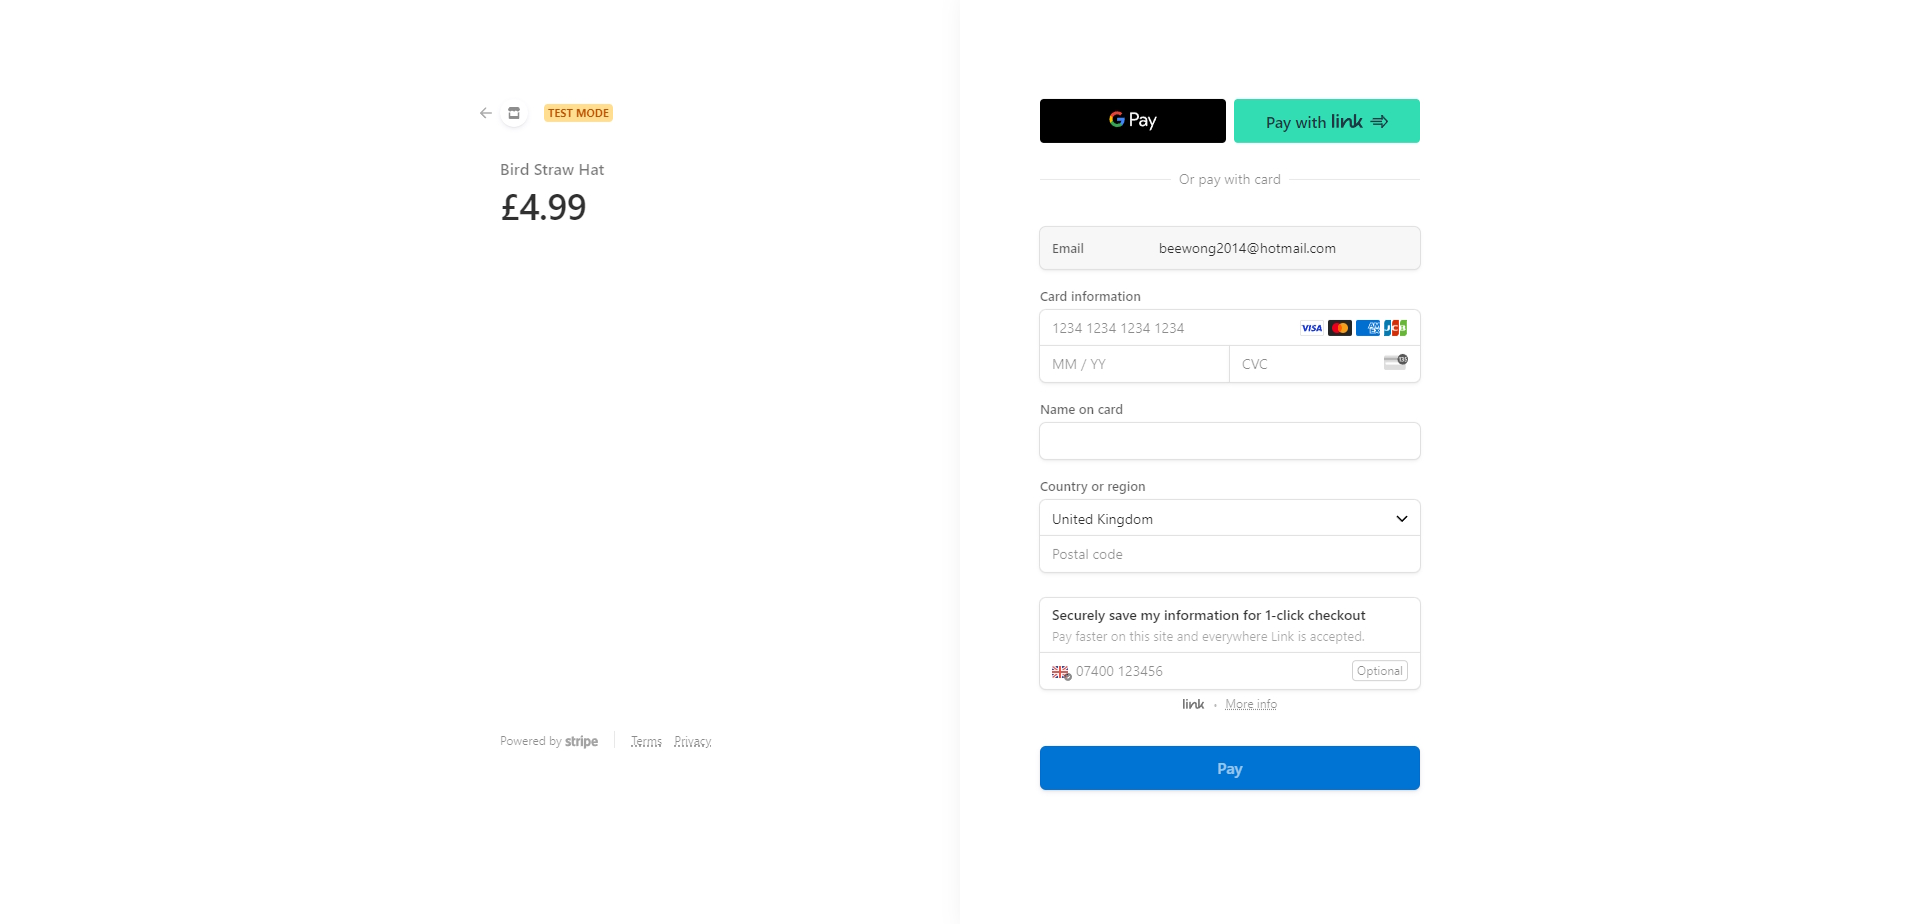 TEST MODE
Bird Straw Hat
£4.99
Powered by stripe
Terms Privacy
G Pay
Pay with link
Or pay with card
Email beewong2014@hotmail.com
Card information
1234 1234 1234 1234 VISA JCB
MM / YY CVC
Name on card
Country or region
United Kingdom
Postal code
Securely save my information for 1-click checkout
Pay faster on this site and everywhere Link is accepted.
07400 123456 Optional
link • More info
Pay